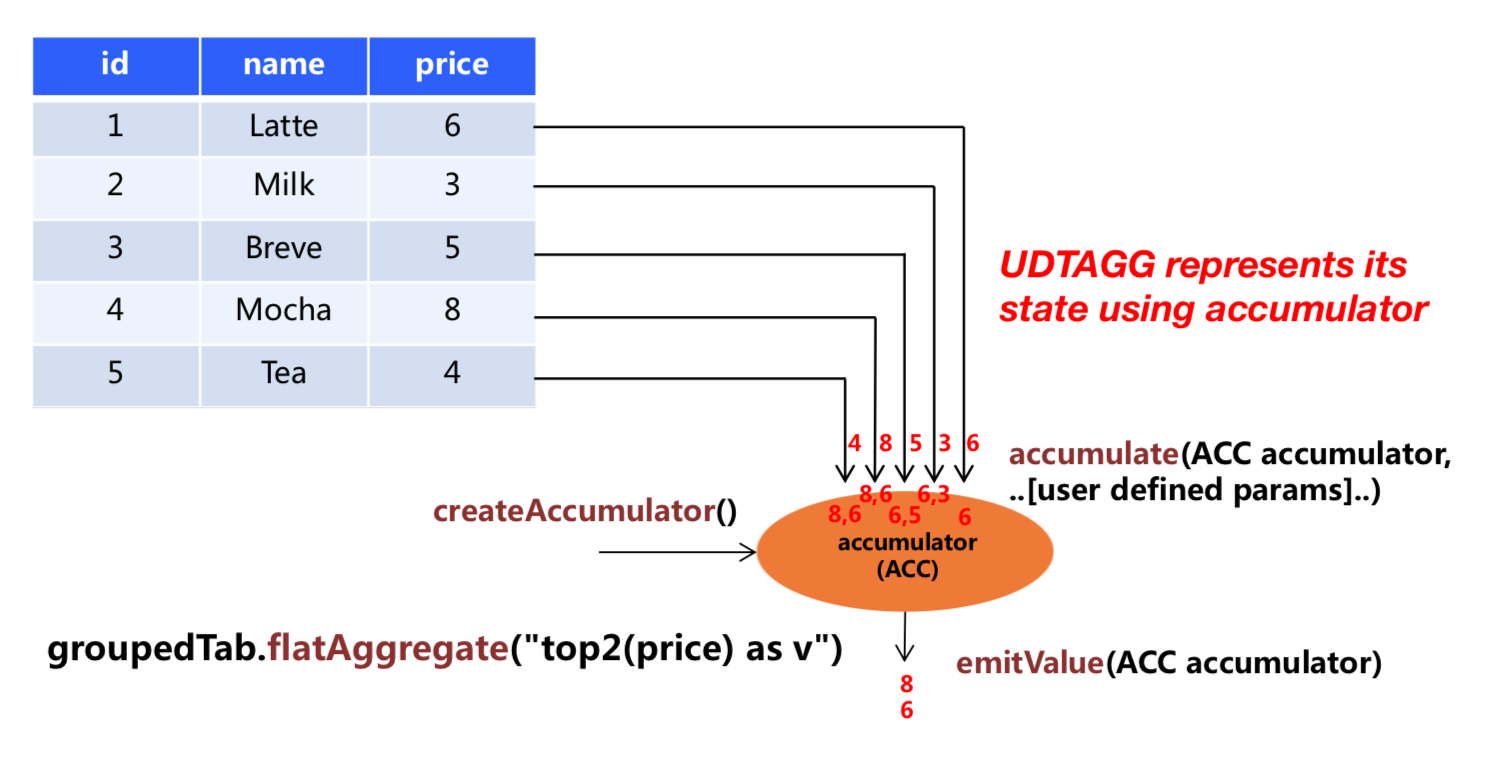 id name price
1 Latte 6
2 Milk 3
3 Breve 5
4 Mocha 8
5 Tea 4
UDTAGG represents its
state using accumulator
4 8 5 3 6
accumulate(ACC accumulator,
..[user defined params]..)
8,6 6,3
8,6 6,5 6
createAccumulator()
accumulator
(ACC)
groupedTab.flatAggregate("top2(price) as v")
emitValue(ACC accumulator)
8
6